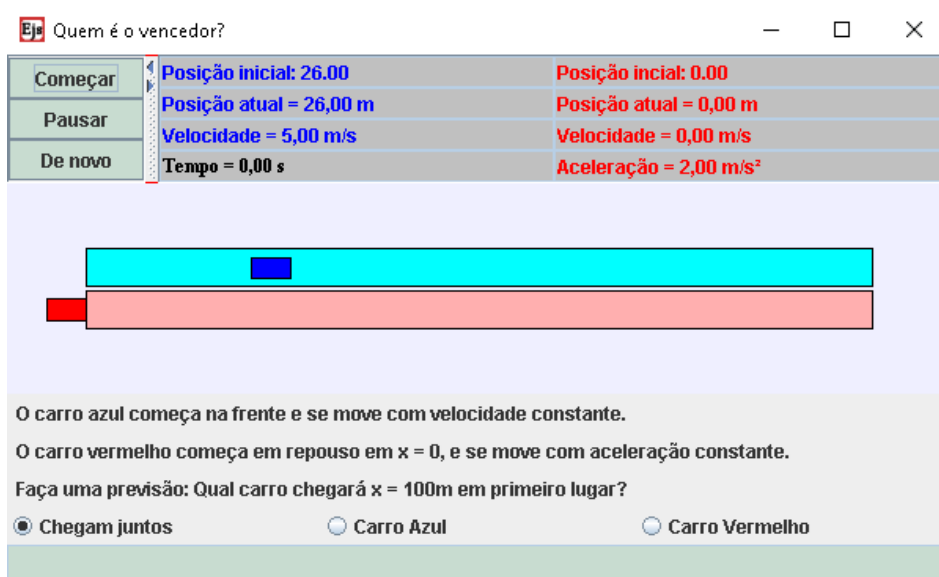 Ejs Quem é o vencedor?
Começar
Pausar
De novo
Posição inicial: 26.00
Posição atual = 26,00 m
Velocidade = 5,00 m/s
Tempo = 0,00 s
Posição incial: 0.00
Posição atual = 0,00 m
Velocidade = 0,00 m/s
Aceleração = 2,00 m/s²
O carro azul começa na frente e se move com velocidade constante.
O carro vermelho começa em repouso em x = 0, e se move com aceleração constante.
Faça uma previsão: Qual carro chegará x = 100m em primeiro lugar?
Chegam juntos Carro Azul Carro Vermelho